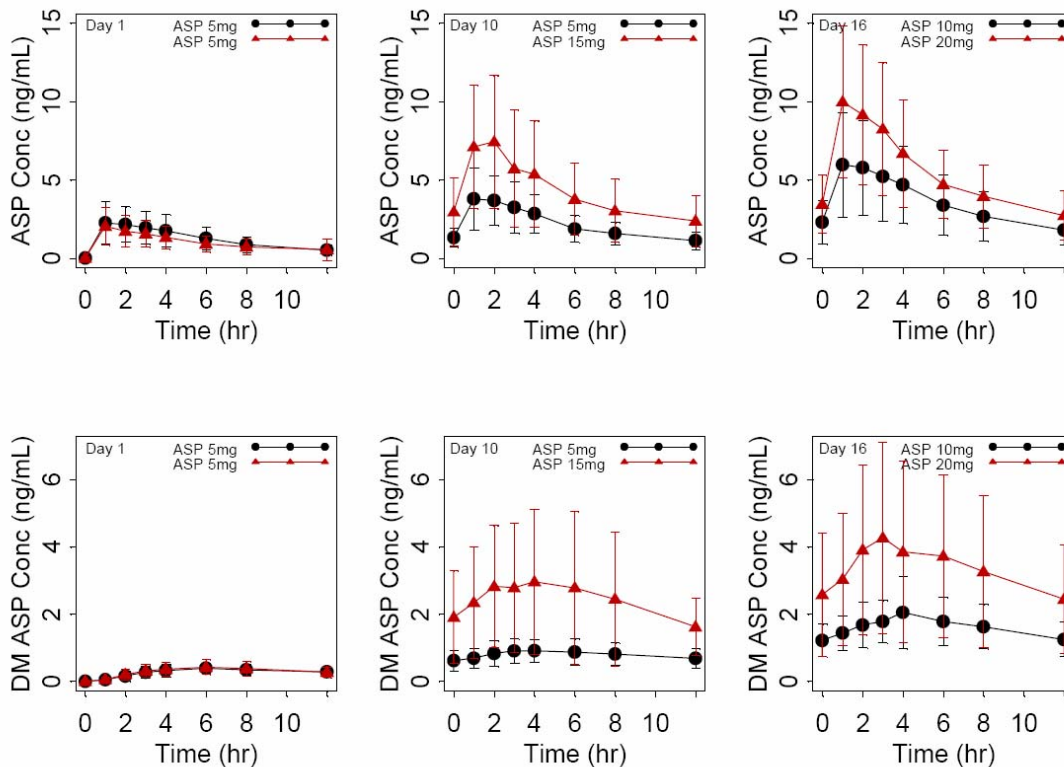 Day 1 ASP 5mg
ASP 5mg
15
10
5
0
ASP Conc (ng/mL)
0 2 4 6 8 10
Time (hr)
Day 10 ASP 5mg
ASP 15mg
15
10
5
0
ASP Conc (ng/mL)
0 2 4 6 8 10
Time (hr)
Day 16 ASP 10mg
ASP 20mg
15
10
5
0
ASP Conc (ng/mL)
0 2 4 6 8 10
Time (hr)
Day 1 ASP 5mg
ASP 5mg
6
4
2
0
DM ASP Conc (ng/mL)
0 2 4 6 8 10
Time (hr)
Day 10 ASP 5mg
ASP 15mg
6
4
2
0
DM ASP Conc (ng/mL)
0 2 4 6 8 10
Time (hr)
Day 16 ASP 10mg
ASP 20mg
6
4
2
0
DM ASP Conc (ng/mL)
0 2 4 6 8 10
Time (hr)